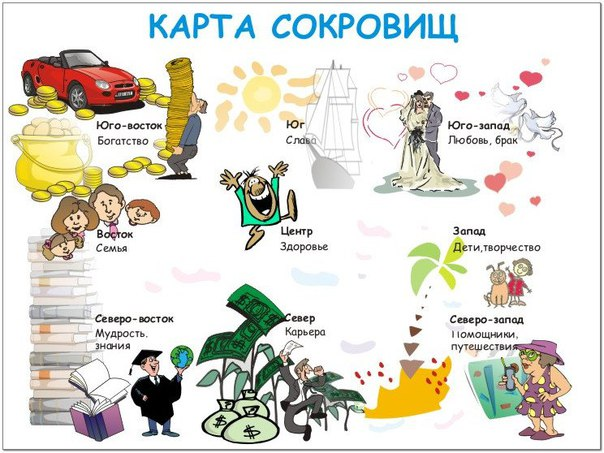 КАРТА СОКРОВИЩ
Юго-восток
Богатство
Юг
Слава
Юго-запад
Любовь, брак
Восток
Семья
Центр
Здоровье
Запад
Дети,творчество
Северо-восток
Мудрость,
знания
Север
Карьера
Северо-запад
Помощники,
путешествия